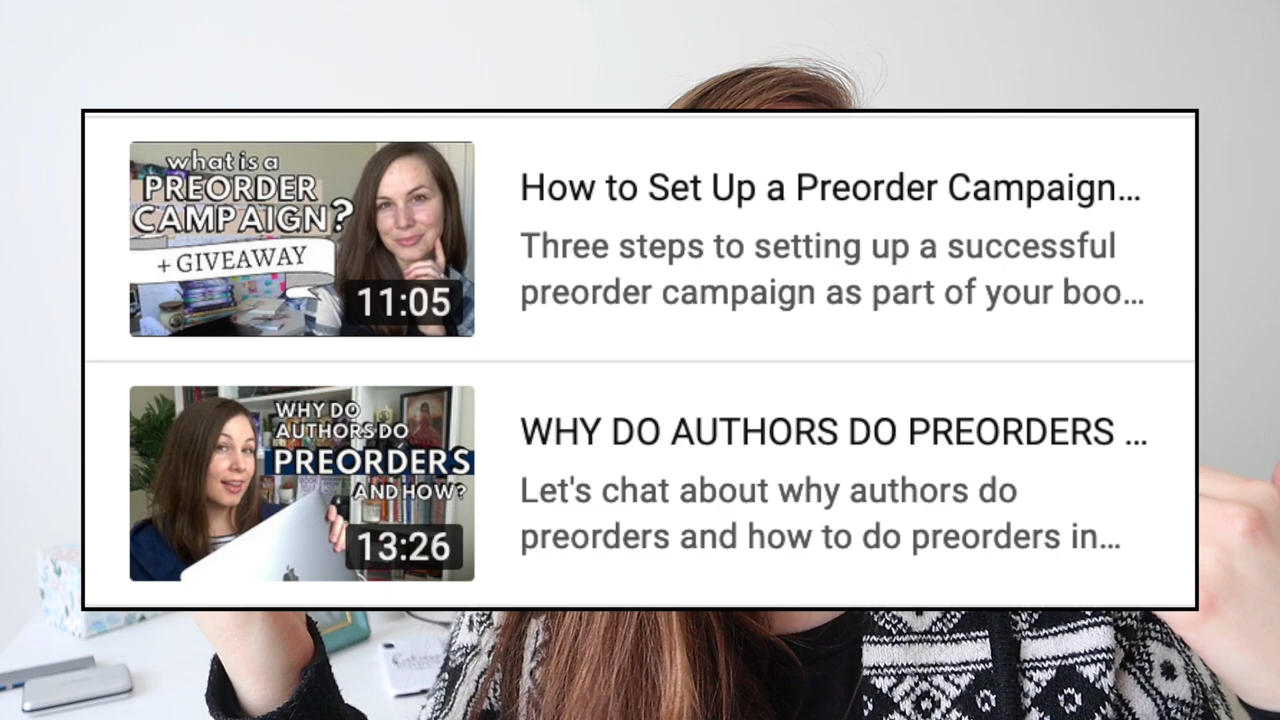 what is a
PREORDER
CAMPAIGN?
+ GIVEAWAY
11:05
How to Set Up a Preorder Campaign...
Three steps to setting up a successful
preorder campaign as part of your boo...
WHY DO
AUTHORS DO
PREORDERS
AND HOW?
13:26
WHY DO AUTHORS DO PREORDERS ...
Let's chat about why authors do
preorders and how to do preorders in...